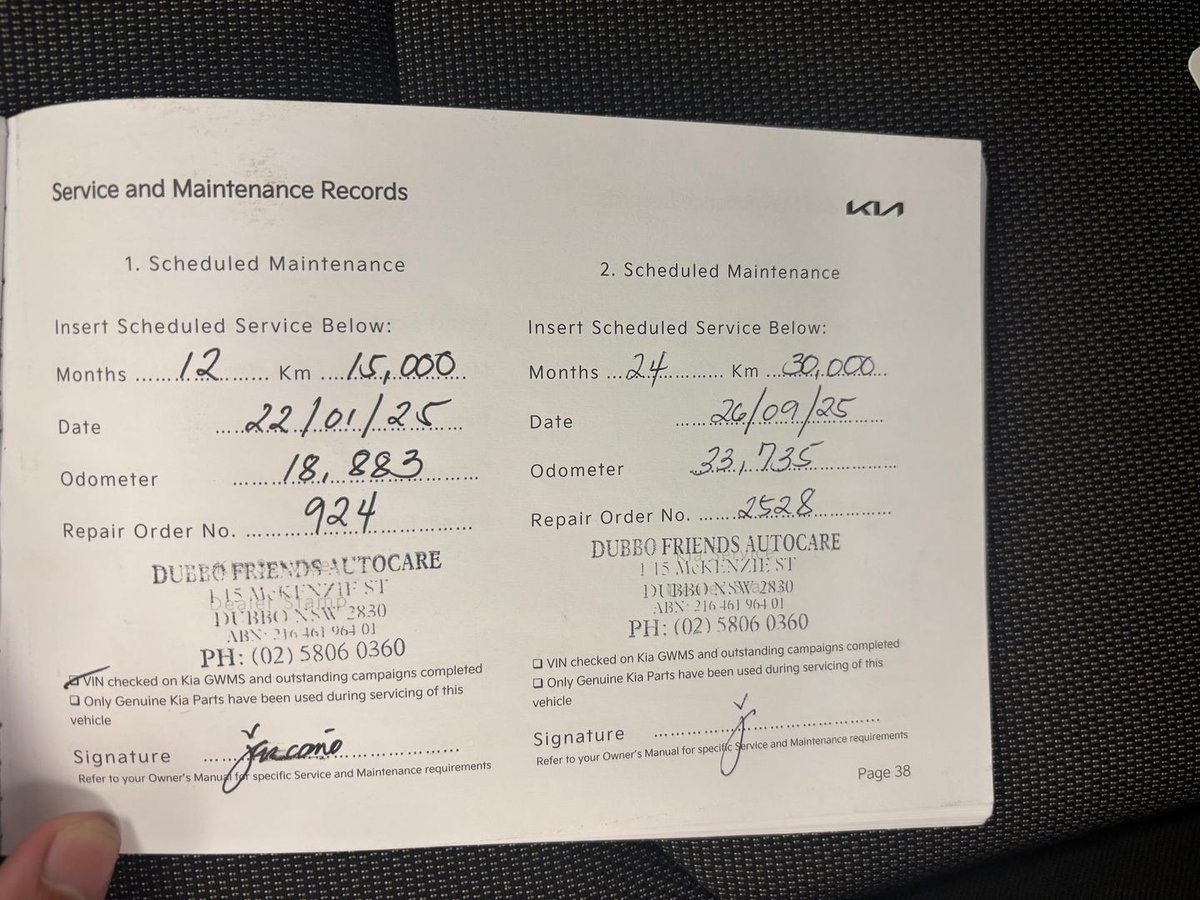 Service and Maintenance Records
KIA
1. Scheduled Maintenance
Insert Scheduled Service Below:
Months 12 Km 15,000
Date 22/01/25
Odometer 18,883
Repair Order No. 924
DUBBO FRIENDS AUTOCARE
1/15 McKENZIE ST
Dealer Stamp
DUBBO NSW 2830
ABN: 216 461 964 01
PH: (02) 5806 0360
VIN checked on Kia GWMS and outstanding campaigns completed
Only Genuine Kia Parts have been used during servicing of this
vehicle
Signature
Refer to your Owner's Manual for specific Service and Maintenance requirements
2. Scheduled Maintenance
Insert Scheduled Service Below:
Months 24 Km 30,000
Date 26/09/25
Odometer 33,735
Repair Order No. 2528
DUBBO FRIENDS AUTOCARE
1/15 McKENZIE ST
DUBBO NSW 2830
ABN: 216 461 964 01
PH: (02) 5806 0360
VIN checked on Kia GWMS and outstanding campaigns completed
Only Genuine Kia Parts have been used during servicing of this
vehicle
Signature
Refer to your Owner's Manual for specific Service and Maintenance requirements
Page 38